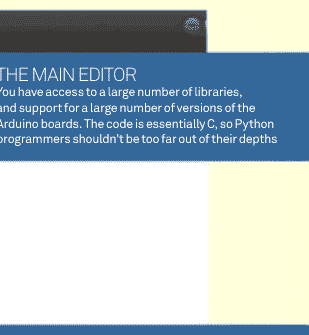 THE MAIN EDITOR
You have access to a large number of libraries,
and support for a large number of versions of the
Arduino boards. The code is essentially C, so Python
programmers shouldn't be too far out of their depths